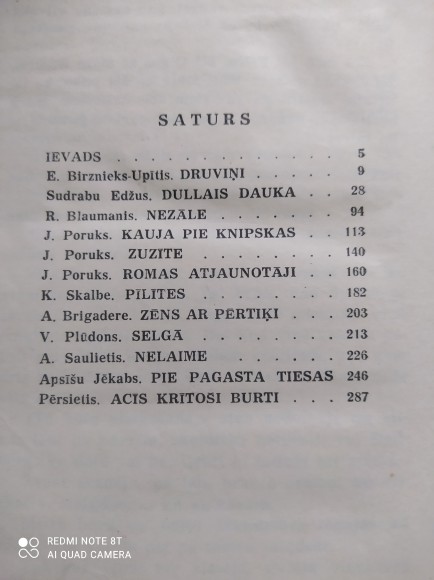 SATURS
IEVADS . . . . . . . . . . . . 5
E. Birznieks-Upītis. DRUVIŅI . . . . . 9
Sudrabu Edžus. DULLAIS DAUKA . . 28
R. Blaumanis. NEZĀLE . . . . . . . 94
J. Poruks. KAUJA PIE KNIPSKAS . . 113
J. Poruks. ZUZĪTE . . . . . . . 140
J. Poruks. ROMAS ATJAUNOTĀJI . . 160
K. Skalbe. PĪLĪTES . . . . . . . . 182
A. Brigadere. ZĒNS AR PĒRTIĶI . . . 203
V. Plūdons. SELGĀ . . . . . . . 213
A. Saulietis. NELAIME . . . . . . 226
Apsīšu Jēkabs. PIE PAGASTA TIESAS 246
Pērsietis. ACĪS KRITOŠI BURTI . . . 287
REDMI NOTE 8T
AI QUAD CAMERA